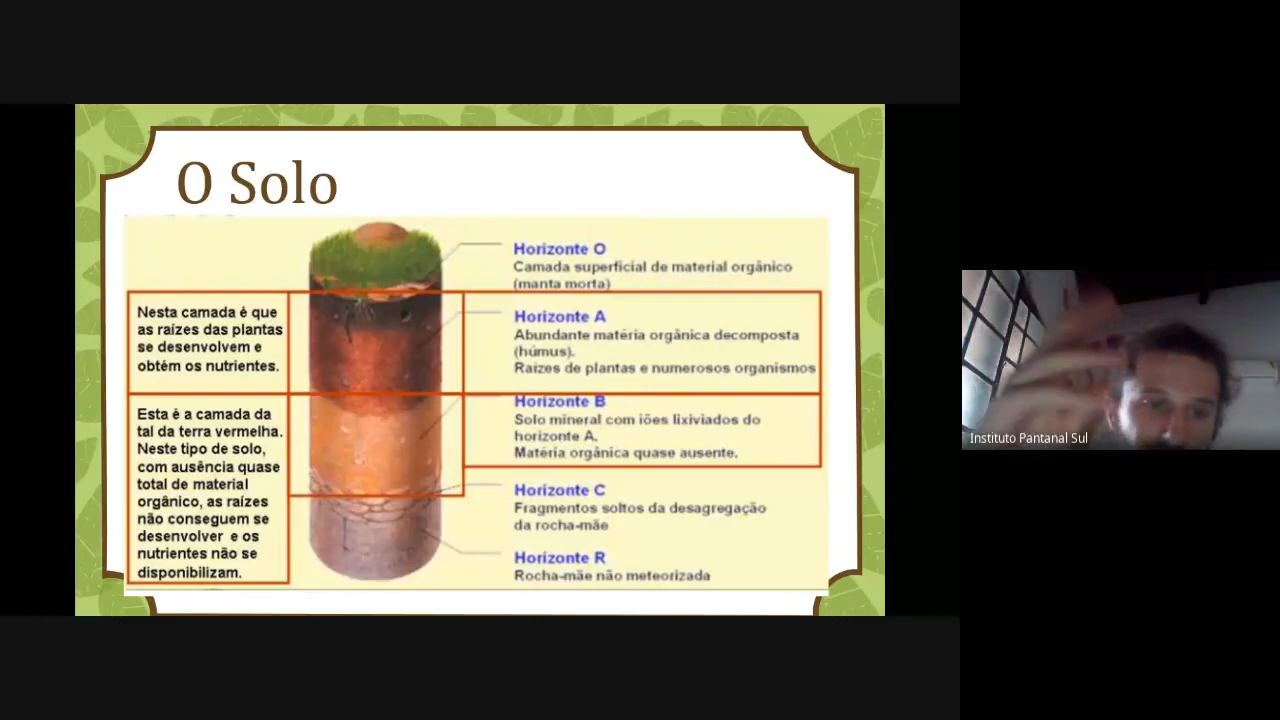 O Solo
Nesta camada é que
as raízes das plantas
se desenvolvem e
obtém os nutrientes.
Esta é a camada da
tal da terra vermelha.
Neste tipo de solo,
com ausência quase
total de material
orgânico, as raízes
não conseguem se
desenvolver e os
nutrientes não se
disponibilizam.
Horizonte O
Camada superficial de material orgânico
(manta morta)
Horizonte A
Abundante matéria orgânica decomposta
(húmus).
Raízes de plantas e numerosos organismos
Horizonte B
Solo mineral com iões lixiviados do
horizonte A.
Matéria orgânica quase ausente.
Horizonte C
Fragmentos soltos da desagregação
da rocha-mãe
Horizonte R
Rocha-mãe não meteorizada
Instituto Pantanal Sul